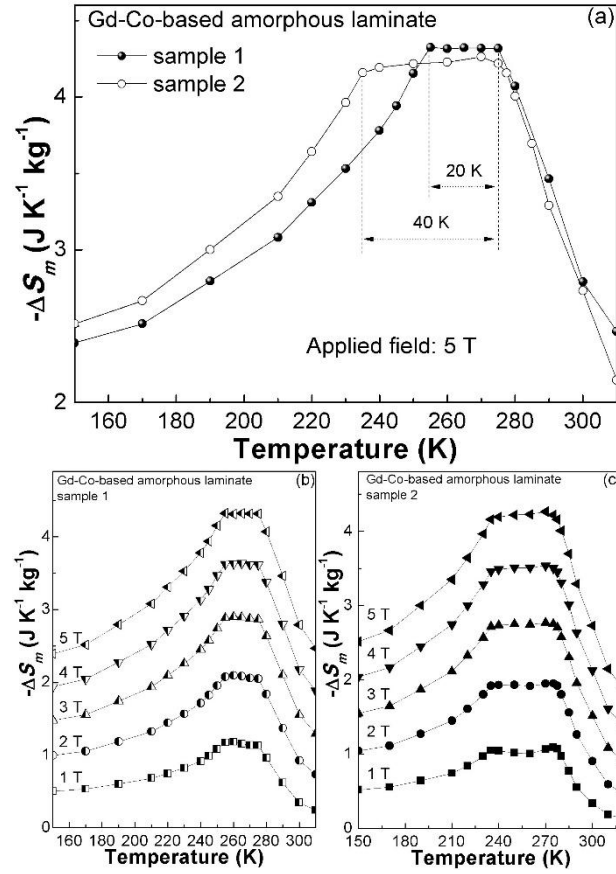 (a)
Gd-Co-based amorphous laminate
sample 1
sample 2
4
3
2
-ΔSm (J K-1 kg-1)
20 K
40 K
Applied field: 5 T
160 180 200 220 240 260 280 300
Temperature (K)
Gd-Co-based amorphous laminate (b)
sample 1
4
3
2
1
0
-ΔSm (J K-1 kg-1)
5 T
4 T
3 T
2 T
1 T
160 180 200 220 240 260 280 300
Temperature (K)
Gd-Co-based amorphous laminate (c)
sample 2
4
3
2
1
0
-ΔSm (J K-1 kg-1)
5 T
4 T
3 T
2 T
1 T
150 180 210 240 270 300
Temperature (K)